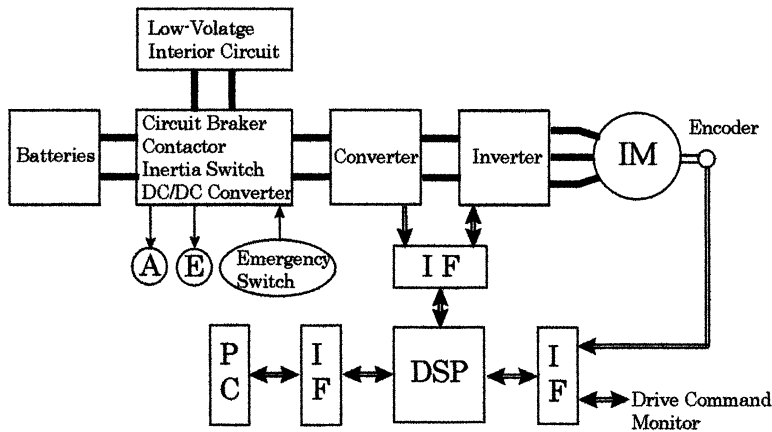 Low-Volatge
Interior Circuit
Batteries
Circuit Braker
Contactor
Inertia Switch
DC/DC Converter
Converter
Inverter
IM
Encoder
A
E
Emergency
Switch
I F
P
C
I
F
DSP
I
F
Drive Command
Monitor